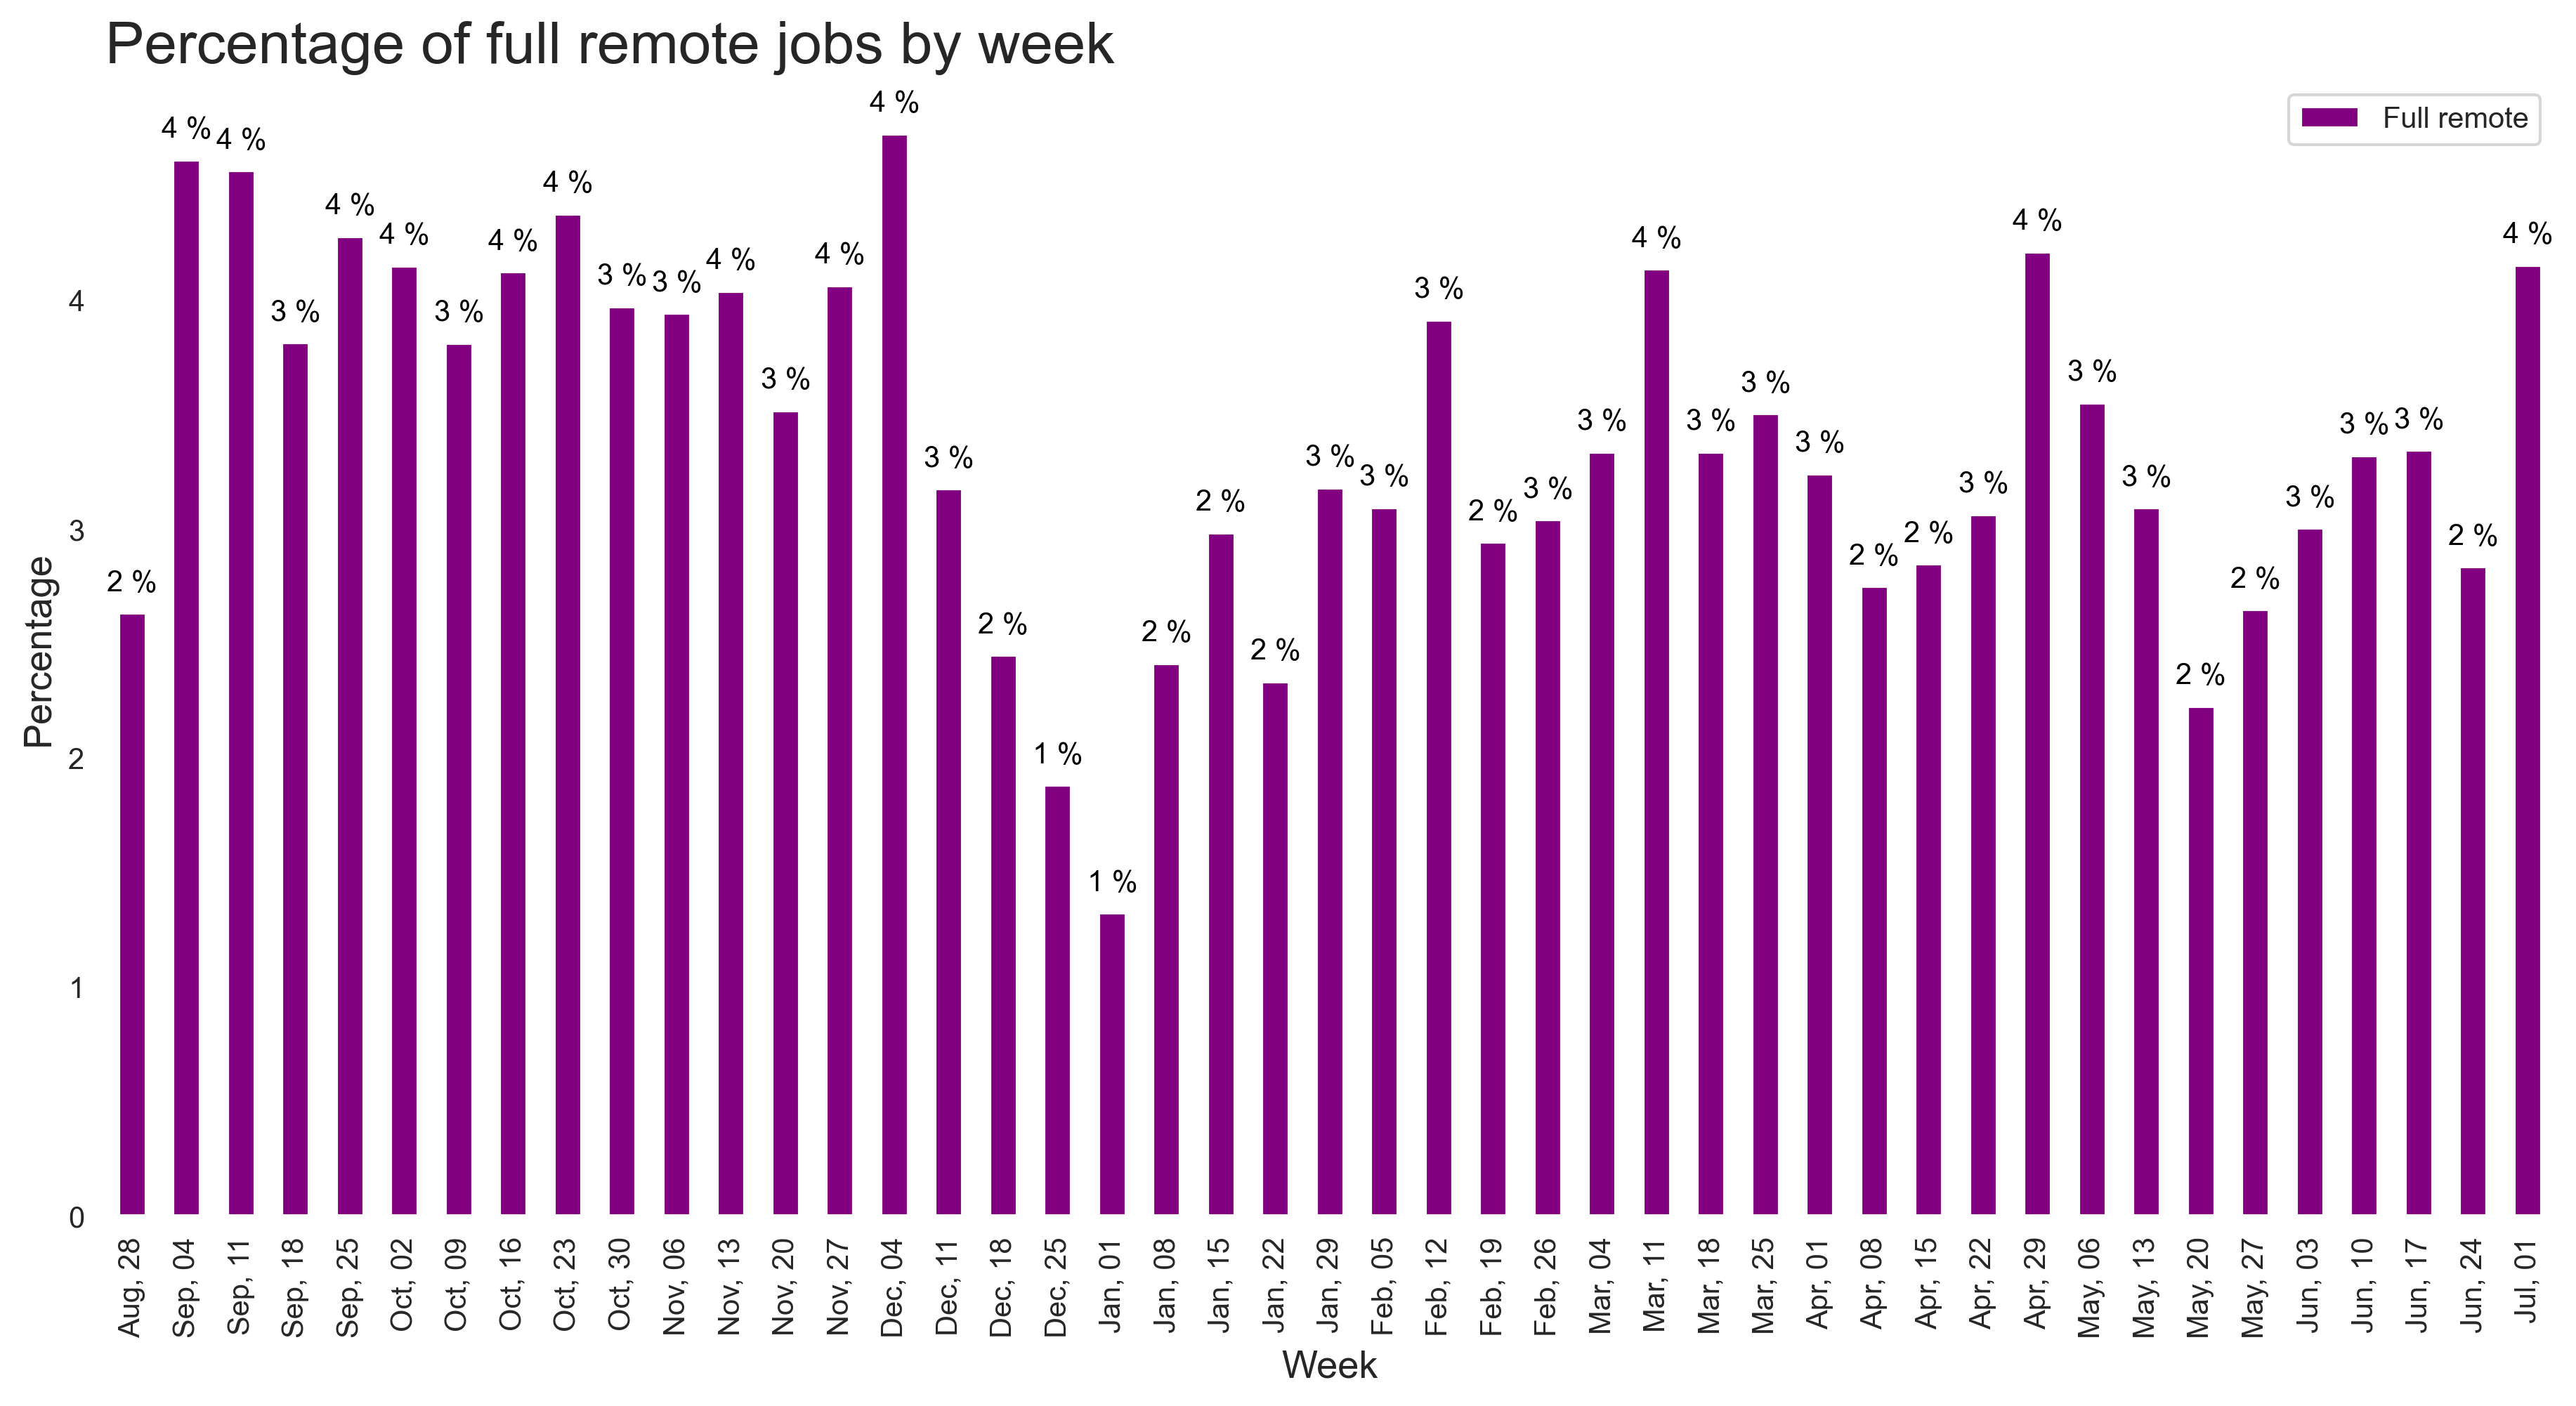 Percentage of full remote jobs by week
Full remote
Percentage
4
3
2
1
0
2 %
4 %
4 %
3 %
4 %
4 %
3 %
4 %
4 %
3 %
3 %
4 %
3 %
4 %
4 %
3 %
2 %
1 %
1 %
2 %
2 %
2 %
3 %
3 %
3 %
2 %
3 %
3 %
4 %
3 %
3 %
3 %
2 %
2 %
3 %
4 %
3 %
3 %
2 %
2 %
3 %
3 %
3 %
2 %
4 %
Aug, 28
Sep, 04
Sep, 11
Sep, 18
Sep, 25
Oct, 02
Oct, 09
Oct, 16
Oct, 23
Oct, 30
Nov, 06
Nov, 13
Nov, 20
Nov, 27
Dec, 04
Dec, 11
Dec, 18
Dec, 25
Jan, 01
Jan, 08
Jan, 15
Jan, 22
Jan, 29
Feb, 05
Feb, 12
Feb, 19
Feb, 26
Mar, 04
Mar, 11
Mar, 18
Mar, 25
Apr, 01
Apr, 08
Apr, 15
Apr, 22
Apr, 29
May, 06
May, 13
May, 20
May, 27
Jun, 03
Jun, 10
Jun, 17
Jun, 24
Jul, 01
Week